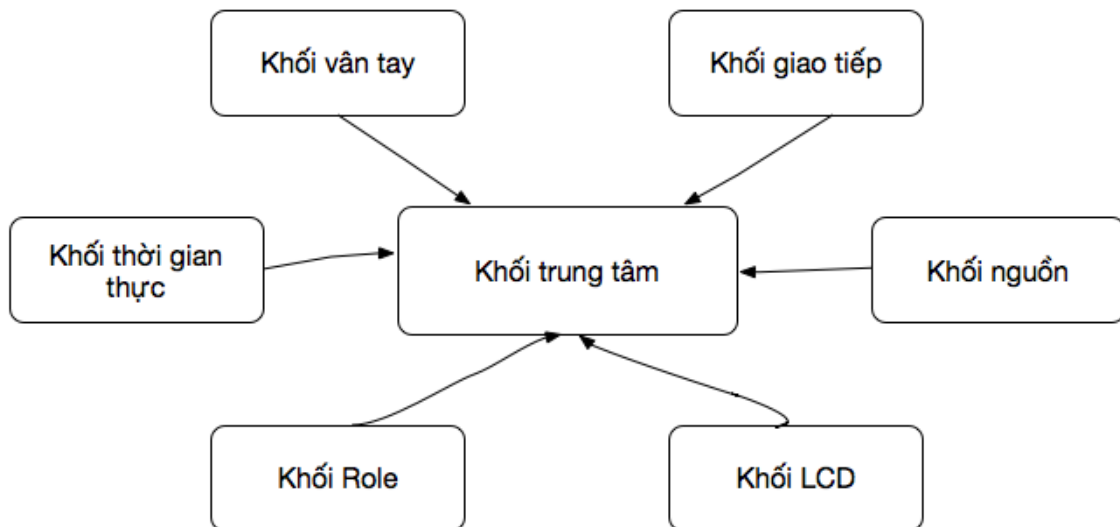 Khối vân tay
Khối giao tiếp
Khối thời gian
thực
Khối trung tâm
Khối nguồn
Khối Role
Khối LCD